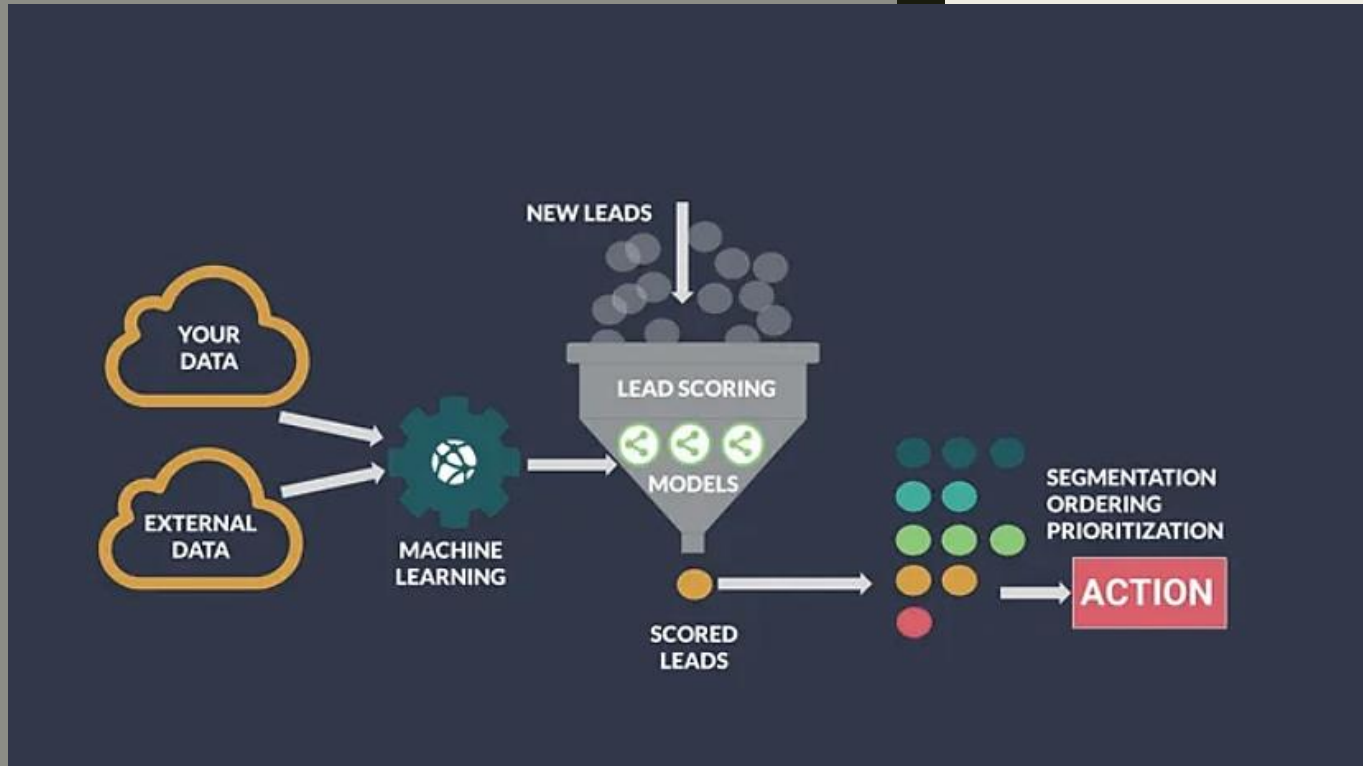 NEW LEADS
YOUR
DATA
EXTERNAL
DATA
MACHINE
LEARNING
LEAD SCORING
MODELS
SCORED
LEADS
SEGMENTATION
ORDERING
PRIORITIZATION
ACTION